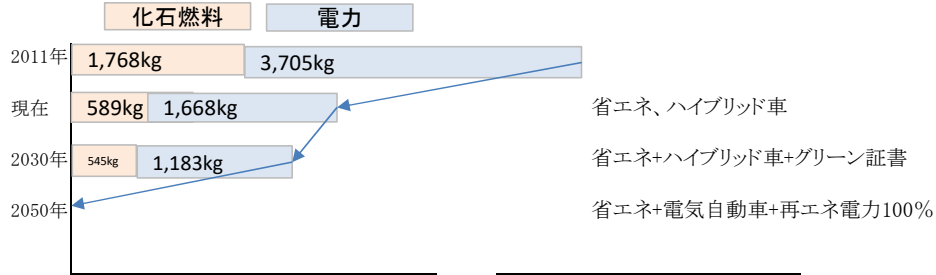 化石燃料 電力
2011年 1,768kg 3,705kg
現在 589kg 1,668kg 省エネ、ハイブリッド車
2030年 545kg 1,183kg 省エネ+ハイブリッド車+グリーン証書
2050年 省エネ+電気自動車+再エネ電力100%